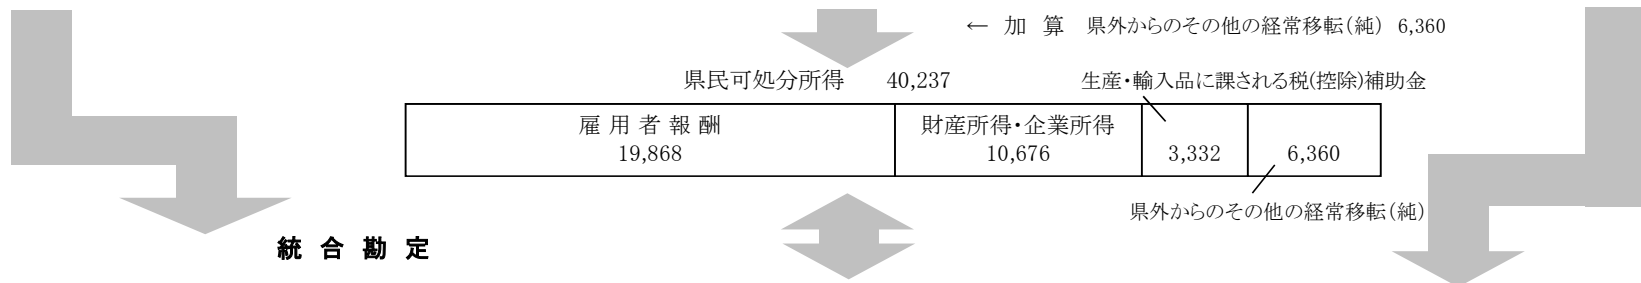 ← 加 算 県外からのその他の経常移転(純) 6,360
県民可処分所得 40,237 生産・輸入品に課される税(控除)補助金
雇 用 者 報 酬 財産所得・企業所得
19,868 10,676 3,332 6,360
県外からのその他の経常移転(純)
統 合 勘 定